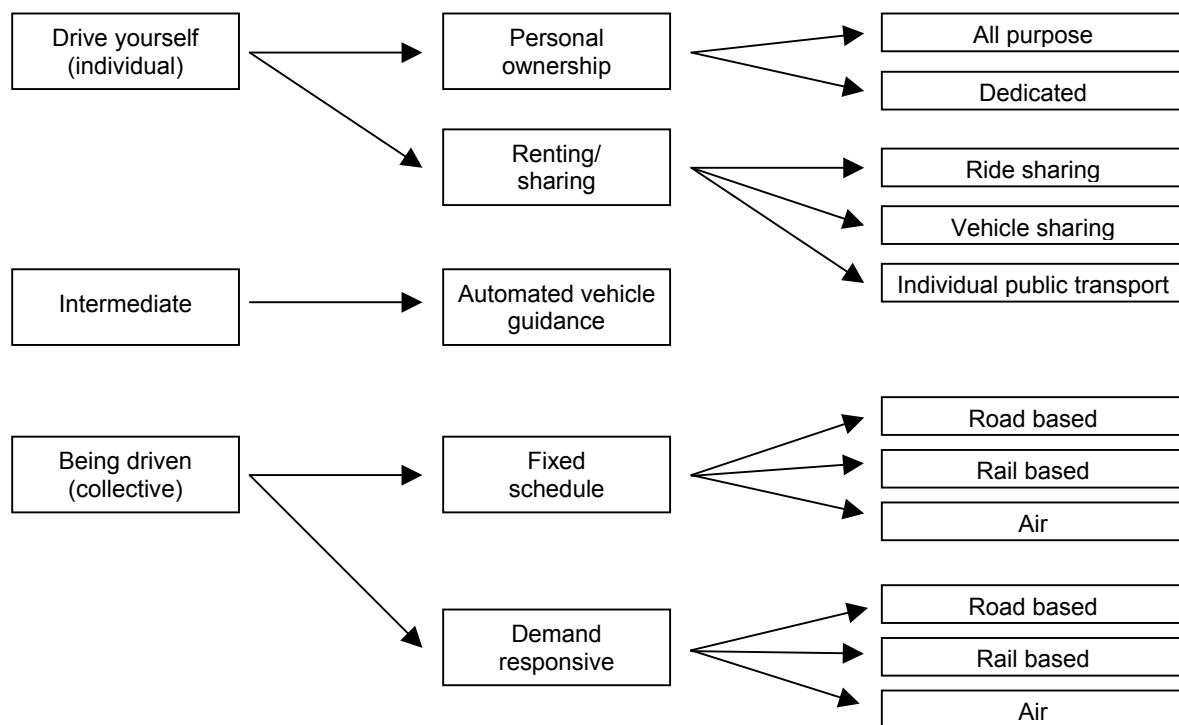 Drive yourself
(individual)
Personal
ownership
All purpose
Dedicated
Renting/
sharing
Ride sharing
Vehicle sharing
Individual public transport
Intermediate
Automated vehicle
guidance
Being driven
(collective)
Fixed
schedule
Road based
Rail based
Air
Demand
responsive
Road based
Rail based
Air